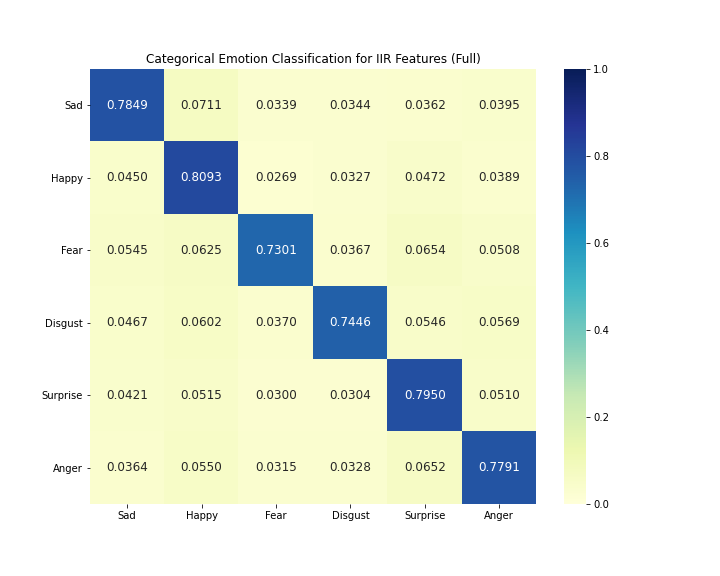 Categorical Emotion Classification for IIR Features (Full)
Sad 0.7849 0.0711 0.0339 0.0344 0.0362 0.0395
Happy 0.0450 0.8093 0.0269 0.0327 0.0472 0.0389
Fear 0.0545 0.0625 0.7301 0.0367 0.0654 0.0508
Disgust 0.0467 0.0602 0.0370 0.7446 0.0546 0.0569
Surprise 0.0421 0.0515 0.0300 0.0304 0.7950 0.0510
Anger 0.0364 0.0550 0.0315 0.0328 0.0652 0.7791
Sad Happy Fear Disgust Surprise Anger
1.0
0.8
0.6
0.4
0.2
0.0